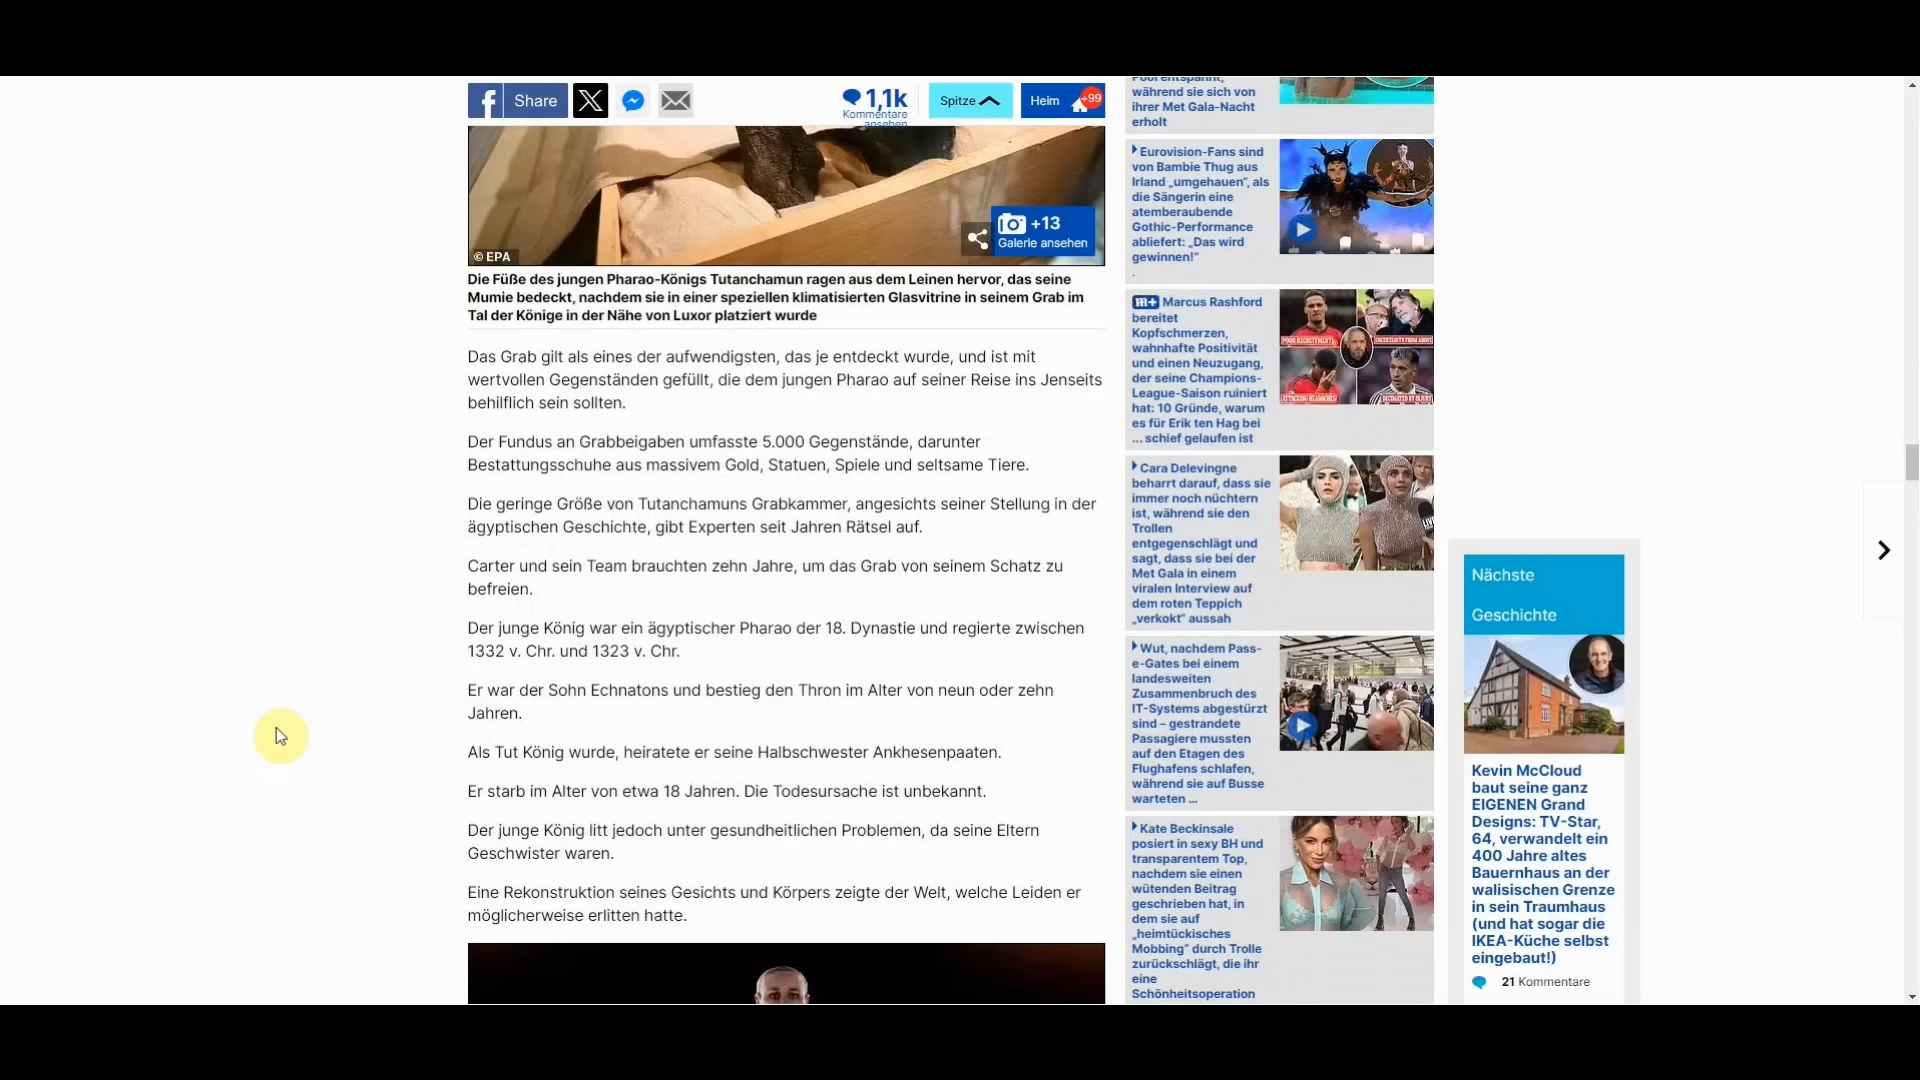 Share
1,1k
Kommentare
ansehen
Spitze
Heim
+99
+13
Galerie ansehen
© EPA
Die Füße des jungen Pharao-Königs Tutanchamun ragen aus dem Leinen hervor, das seine
Mumie bedeckt, nachdem sie in einer speziellen klimatisierten Glasvitrine in seinem Grab im
Tal der Könige in der Nähe von Luxor platziert wurde
Das Grab gilt als eines der aufwendigsten, das je entdeckt wurde, und ist mit
wertvollen Gegenständen gefüllt, die dem jungen Pharao auf seiner Reise ins Jenseits
behilflich sein sollten.
Der Fundus an Grabbeigaben umfasste 5.000 Gegenstände, darunter
Bestattungsschuhe aus massivem Gold, Statuen, Spiele und seltsame Tiere.
Die geringe Größe von Tutanchamuns Grabkammer, angesichts seiner Stellung in der
ägyptischen Geschichte, gibt Experten seit Jahren Rätsel auf.
Carter und sein Team brauchten zehn Jahre, um das Grab von seinem Schatz zu
befreien.
Der junge König war ein ägyptischer Pharao der 18. Dynastie und regierte zwischen
1332 v. Chr. und 1323 v. Chr.
Er war der Sohn Echnatons und bestieg den Thron im Alter von neun oder zehn
Jahren.
Als Tut König wurde, heiratete er seine Halbschwester Ankhesenpaaten.
Er starb im Alter von etwa 18 Jahren. Die Todesursache ist unbekannt.
Der junge König litt jedoch unter gesundheitlichen Problemen, da seine Eltern
Geschwister waren.
Eine Rekonstruktion seines Gesichts und Körpers zeigte der Welt, welche Leiden er
möglicherweise erlitten hatte.
Pool entspannt,
während sie sich von
ihrer Met Gala-Nacht
erholt
Eurovision-Fans sind
von Bambie Thug aus
Irland „umgehauen“, als
die Sängerin eine
atemberaubende
Gothic-Performance
abliefert: „Das wird
gewinnen!“
.
m+ Marcus Rashford
bereitet
Kopfschmerzen,
wahnhafte Positivität
und einen Neuzugang,
der seine Champions-
League-Saison ruiniert
hat: 10 Gründe, warum
es für Erik ten Hag bei
... schief gelaufen ist
POOR RECRUITMENT
UNCERTAINTY FROM ABOVE
ATTACKING HEADACHES
DECIMATED BY INJURY
Cara Delevingne
beharrt darauf, dass sie
immer noch nüchtern
ist, während sie den
Trollen
entgegenschlägt und
sagt, dass sie bei der
Met Gala in einem
viralen Interview auf
dem roten Teppich
„verkokt“ aussah
Wut, nachdem Pass-
e-Gates bei einem
landesweiten
Zusammenbruch des
IT-Systems abgestürzt
sind – gestrandete
Passagiere mussten
auf den Etagen des
Flughafens schlafen,
während sie auf Busse
warteten ...
Kate Beckinsale
posiert in sexy BH und
transparentem Top,
nachdem sie einen
wütenden Beitrag
geschrieben hat, in
dem sie auf
„heimtückisches
Mobbing“ durch Trolle
zurückschlägt, die ihr
eine
Schönheitsoperation
Nächste
Geschichte
Kevin McCloud
baut seine ganz
EIGENEN Grand
Designs: TV-Star,
64, verwandelt ein
400 Jahre altes
Bauernhaus an der
walisischen Grenze
in sein Traumhaus
(und hat sogar die
IKEA-Küche selbst
eingebaut!)
21 Kommentare